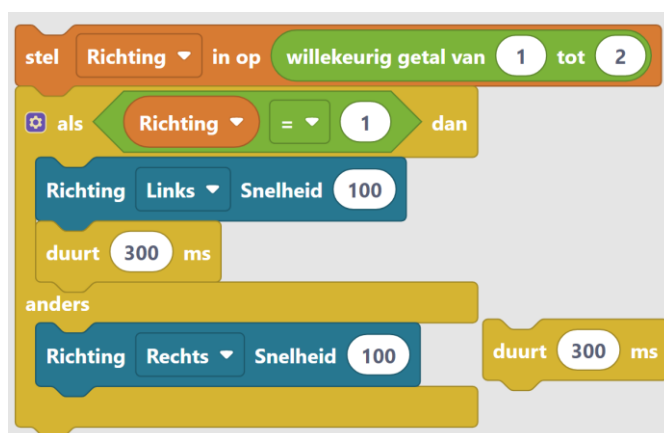 stel Richting in op willekeurig getal van 1 tot 2
als Richting = 1 dan
Richting Links Snelheid 100
duurt 300 ms
anders
Richting Rechts Snelheid 100
duurt 300 ms